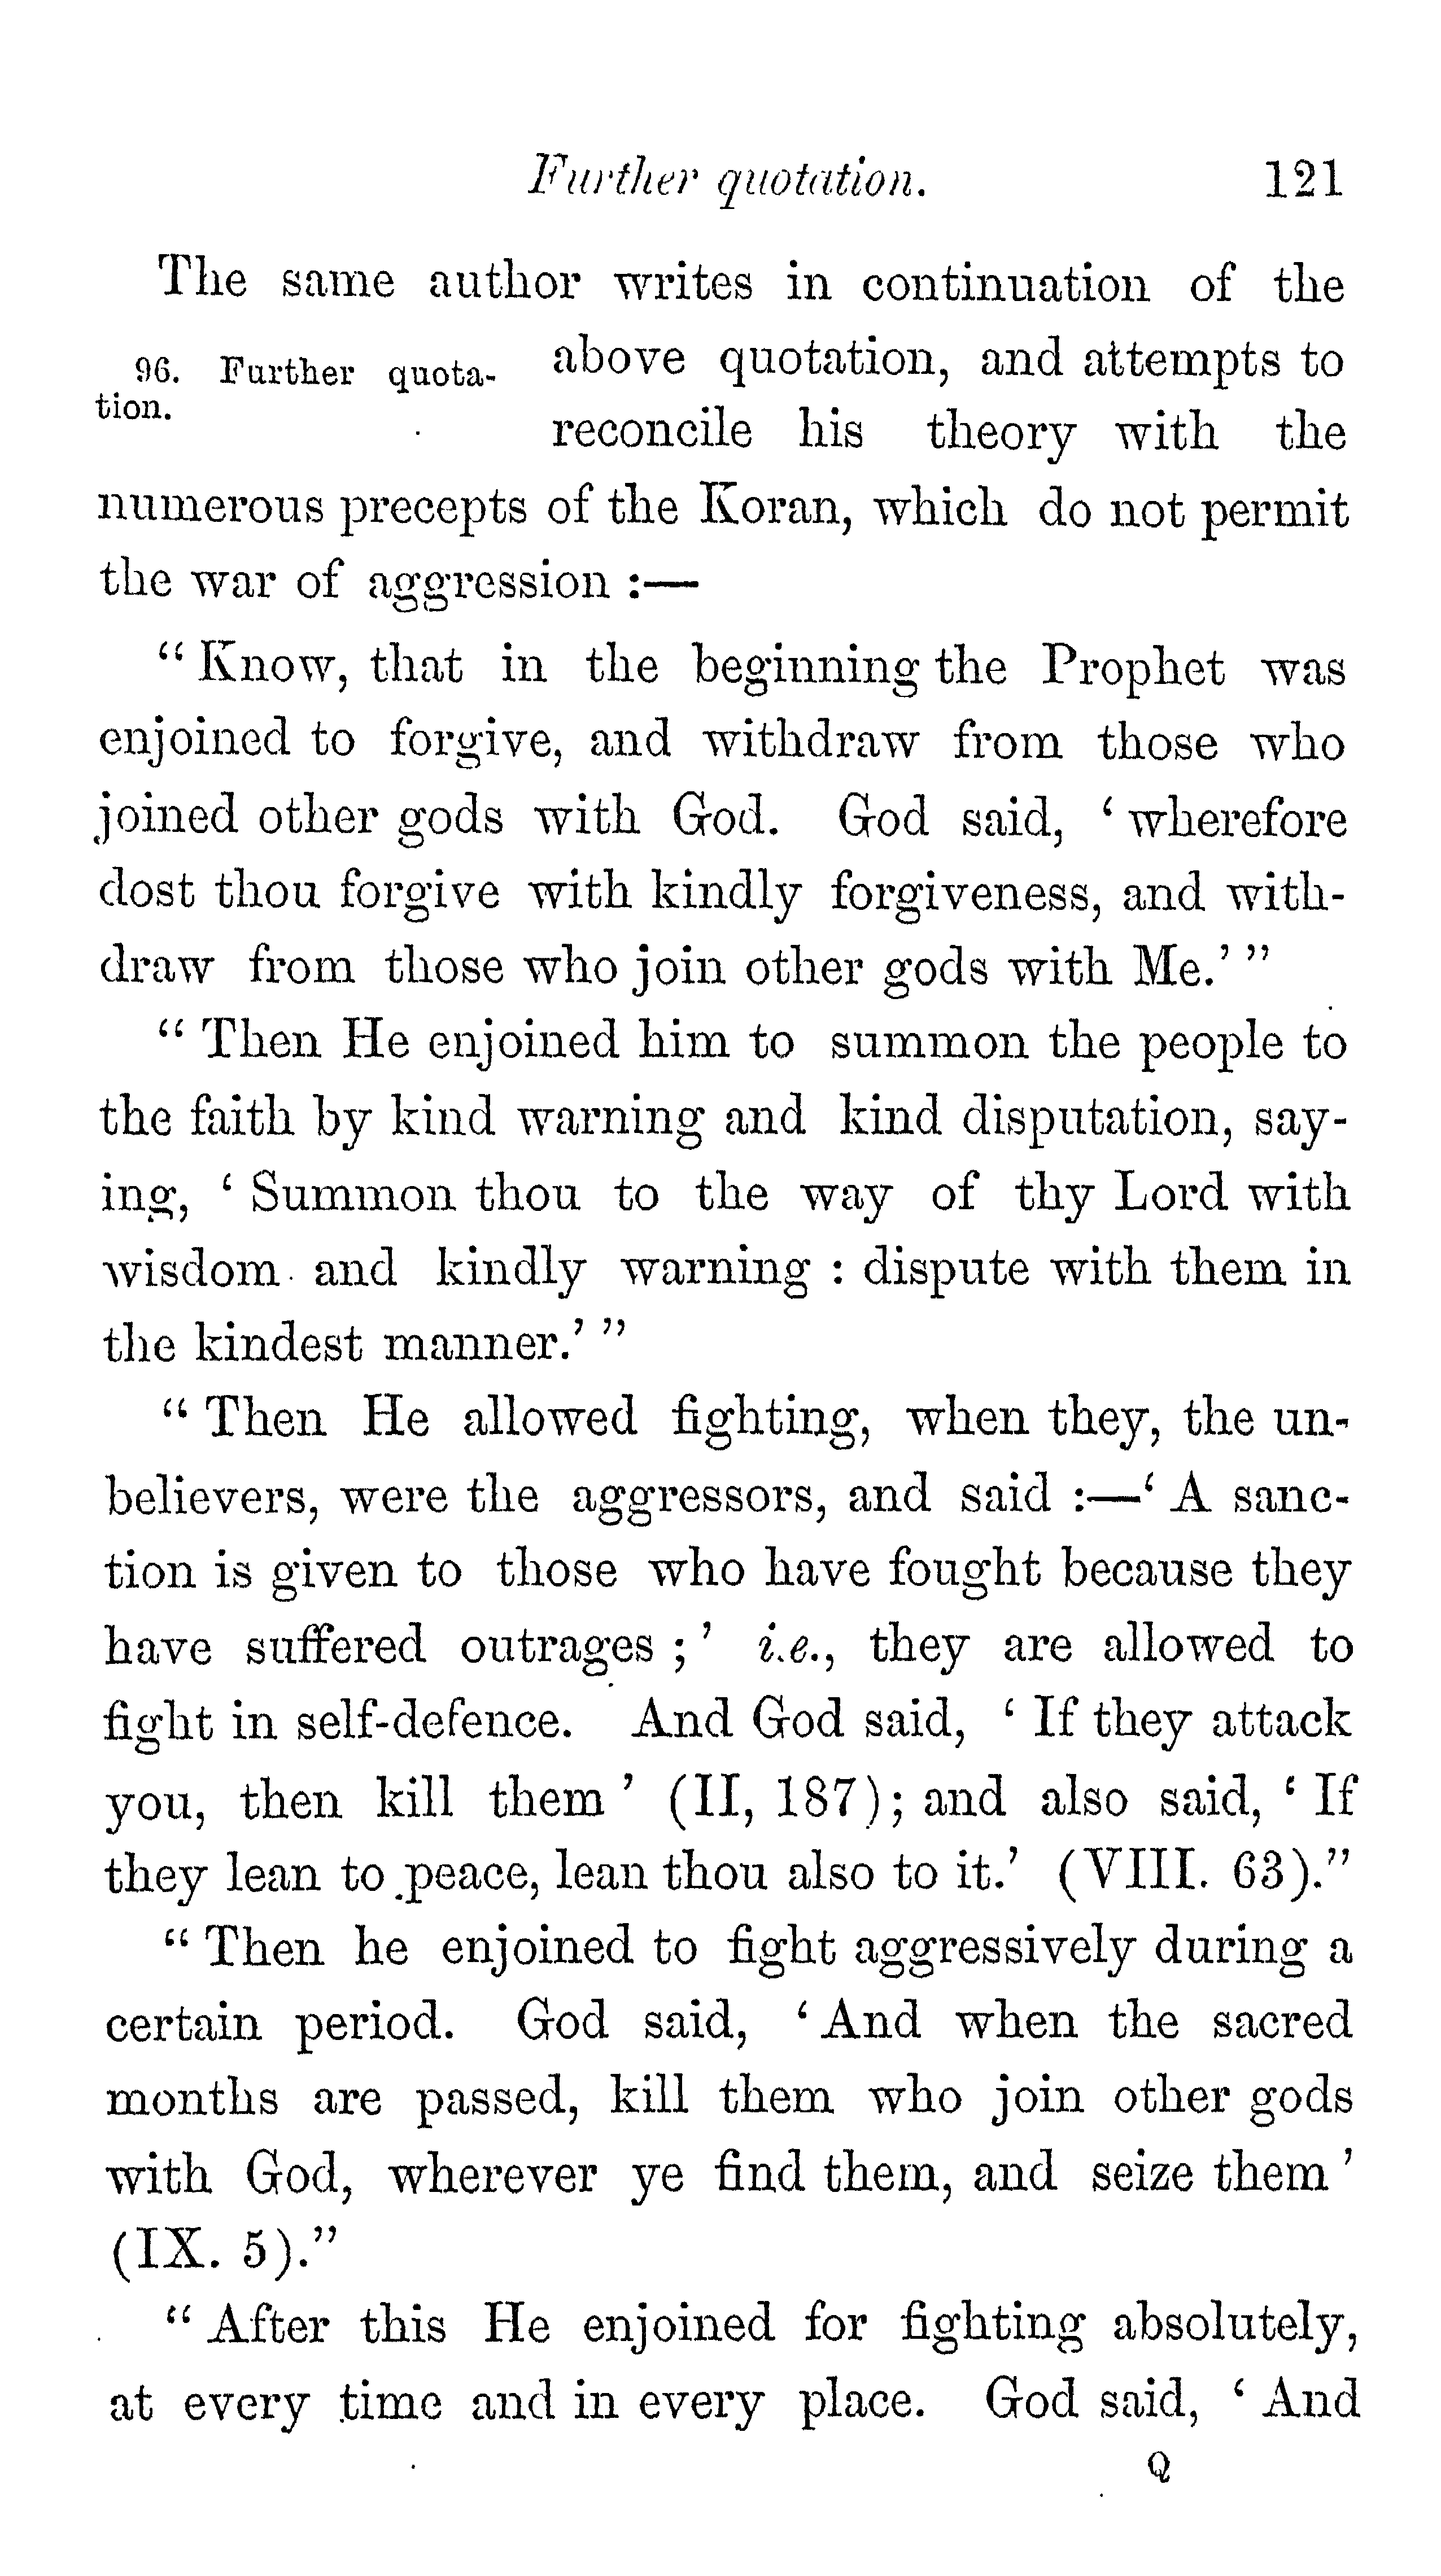 Further quotation. 121
The same author writes in continuation of the
96. Further quota-
tion.
above quotation, and attempts to
reconcile his theory with the
numerous precepts of the Koran, which do not permit
the war of aggression :—
“ Know, that in the beginning the Prophet was
enjoined to forgive, and withdraw from those who
joined other gods with God. God said, ‘ wherefore
dost thou forgive with kindly forgiveness, and with-
draw from those who join other gods with Me.’ ”
“ Then He enjoined him to summon the people to
the faith by kind warning and kind disputation, say-
ing, ‘ Summon thou to the way of thy Lord with
wisdom and kindly warning : dispute with them in
the kindest manner.’ ”
“ Then He allowed fighting, when they, the un-
believers, were the aggressors, and said :—‘ A sanc-
tion is given to those who have fought because they
have suffered outrages ; ’ i.e., they are allowed to
fight in self-defence. And God said, ‘ If they attack
you, then kill them ’ (II, 187); and also said, ‘ If
they lean to peace, lean thou also to it.’ (VIII. 63).”
“ Then he enjoined to fight aggressively during a
certain period. God said, ‘ And when the sacred
months are passed, kill them who join other gods
with God, wherever ye find them, and seize them ’
(IX. 5).”
“ After this He enjoined for fighting absolutely,
at every time and in every place. God said, ‘ And
Q